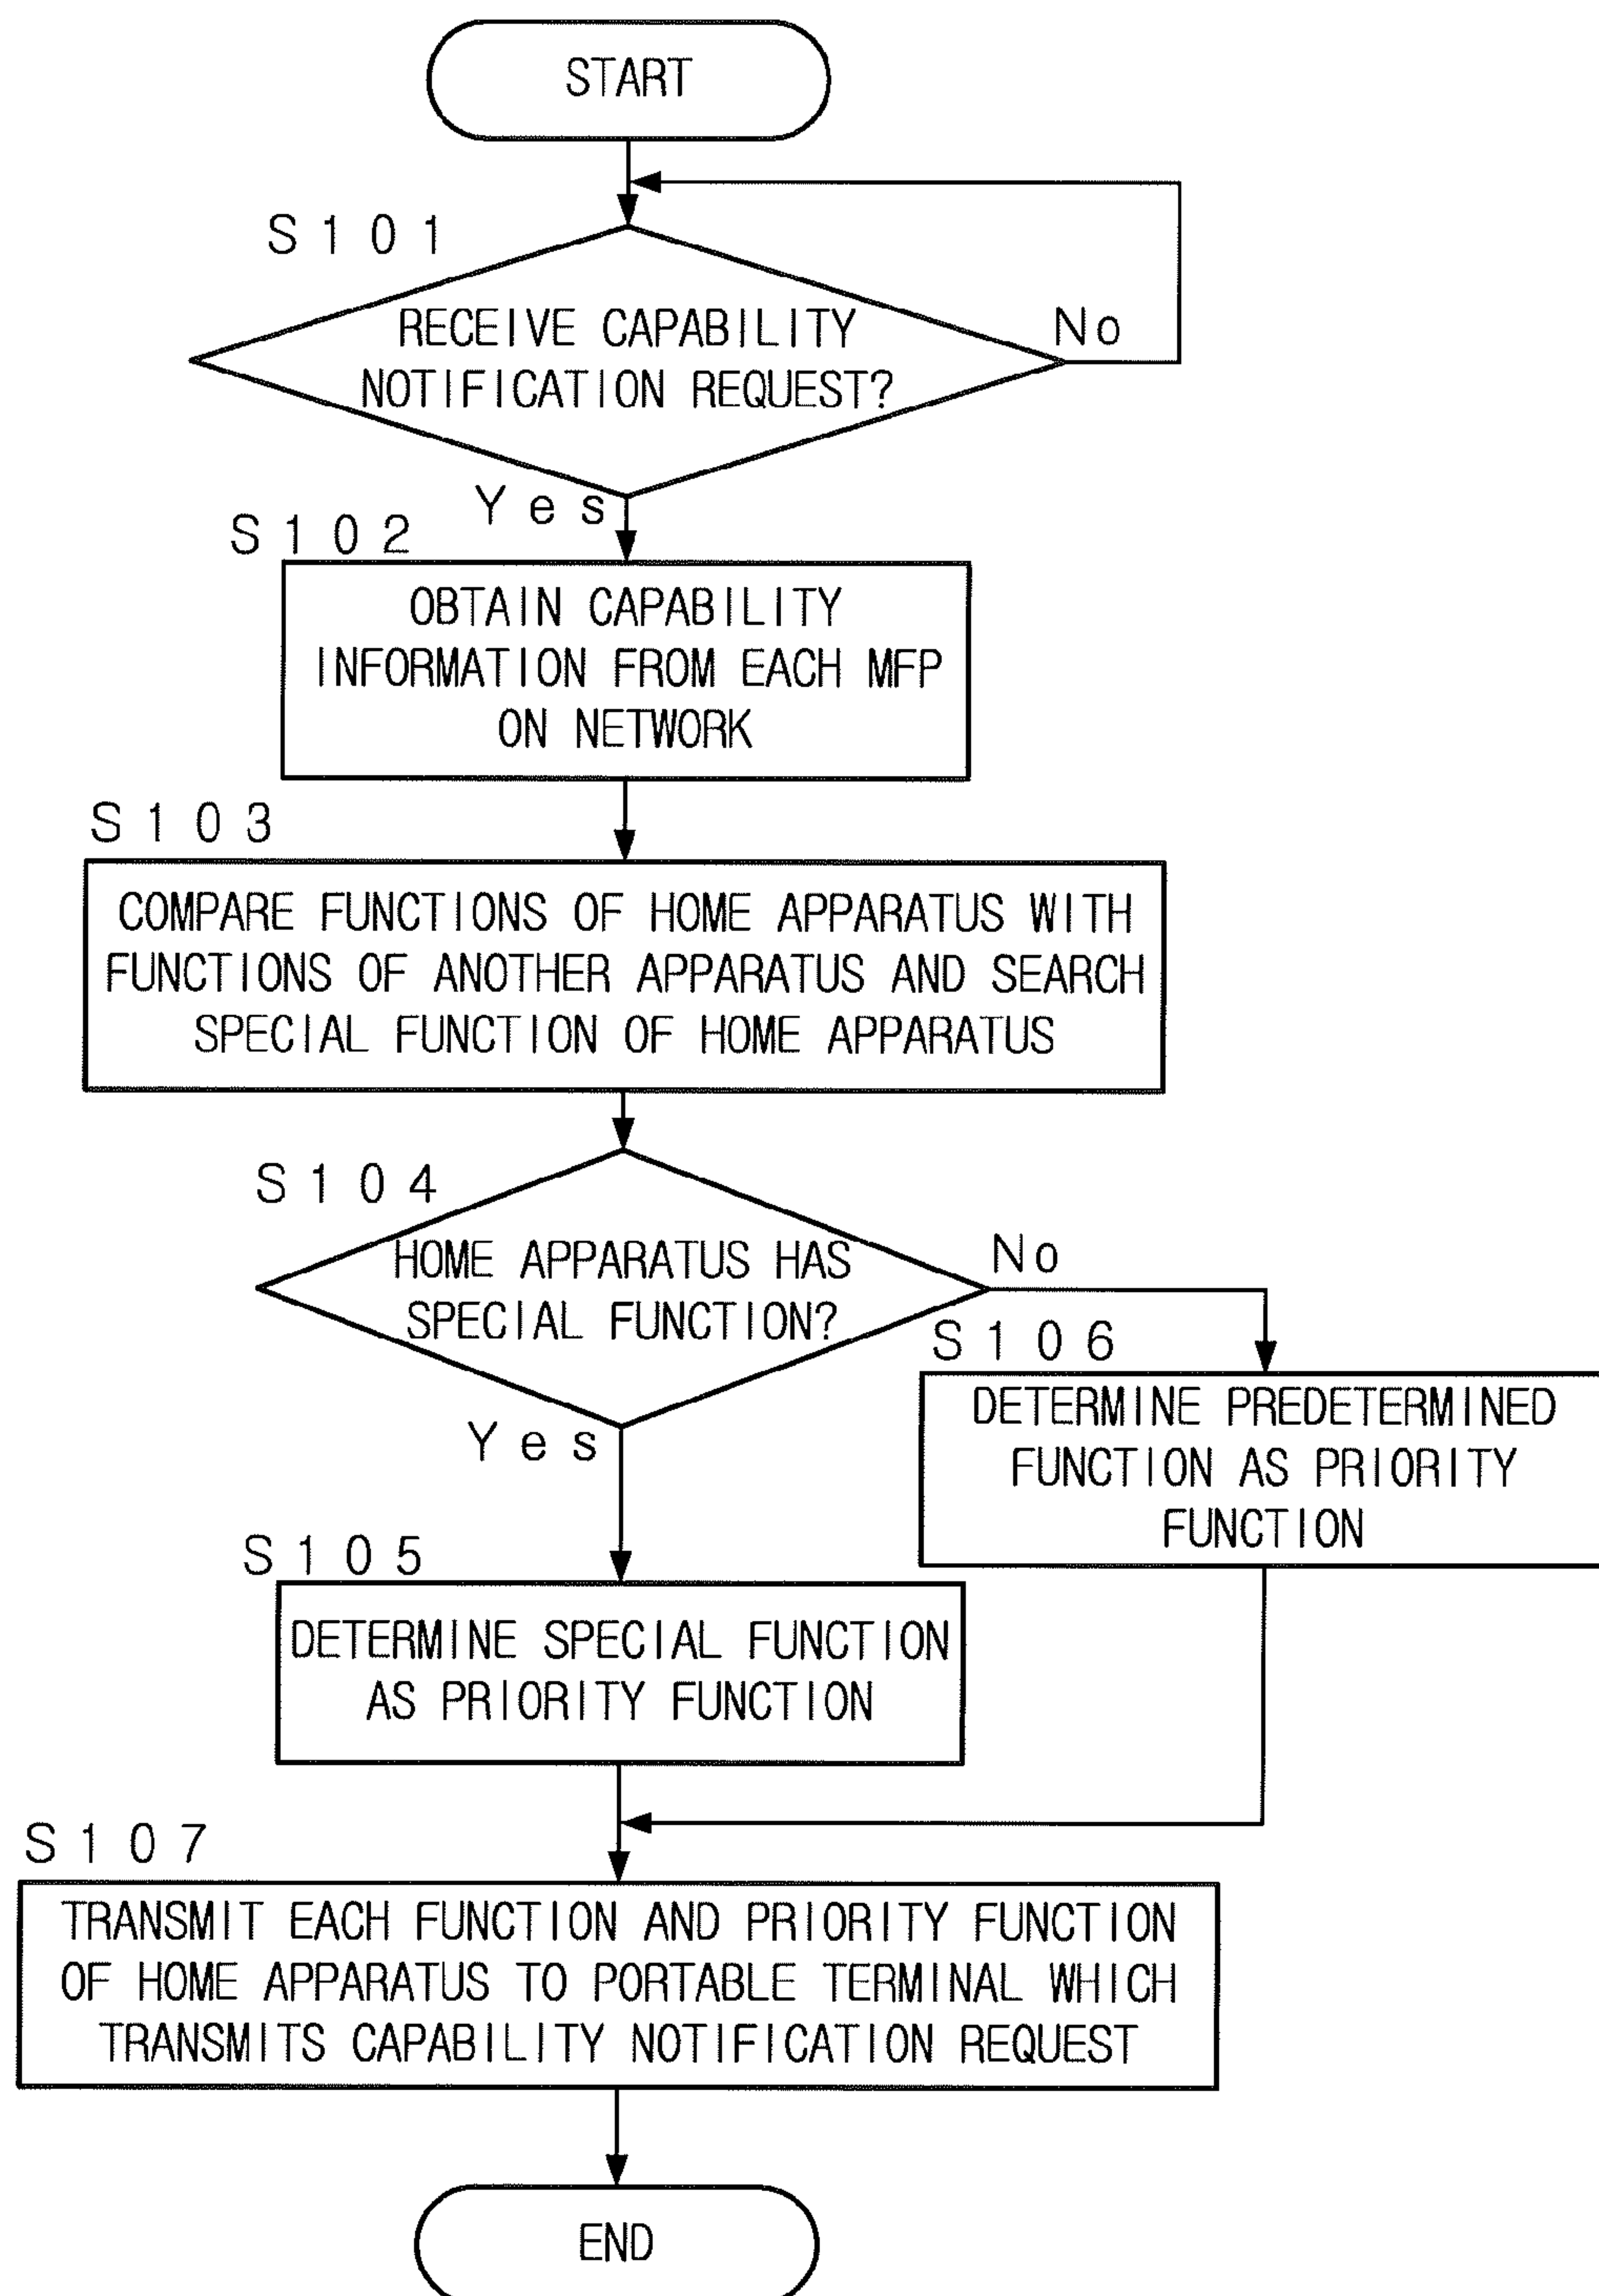 START
S101
RECEIVE CAPABILITY
NOTIFICATION REQUEST?
No
Yes
S102
OBTAIN CAPABILITY
INFORMATION FROM EACH MFP
ON NETWORK
S103
COMPARE FUNCTIONS OF HOME APPARATUS WITH
FUNCTIONS OF ANOTHER APPARATUS AND SEARCH
SPECIAL FUNCTION OF HOME APPARATUS
S104
HOME APPARATUS HAS
SPECIAL FUNCTION?
No
Yes
S106
DETERMINE PREDETERMINED
FUNCTION AS PRIORITY
FUNCTION
S105
DETERMINE SPECIAL FUNCTION
AS PRIORITY FUNCTION
S107
TRANSMIT EACH FUNCTION AND PRIORITY FUNCTION
OF HOME APPARATUS TO PORTABLE TERMINAL WHICH
TRANSMITS CAPABILITY NOTIFICATION REQUEST
END